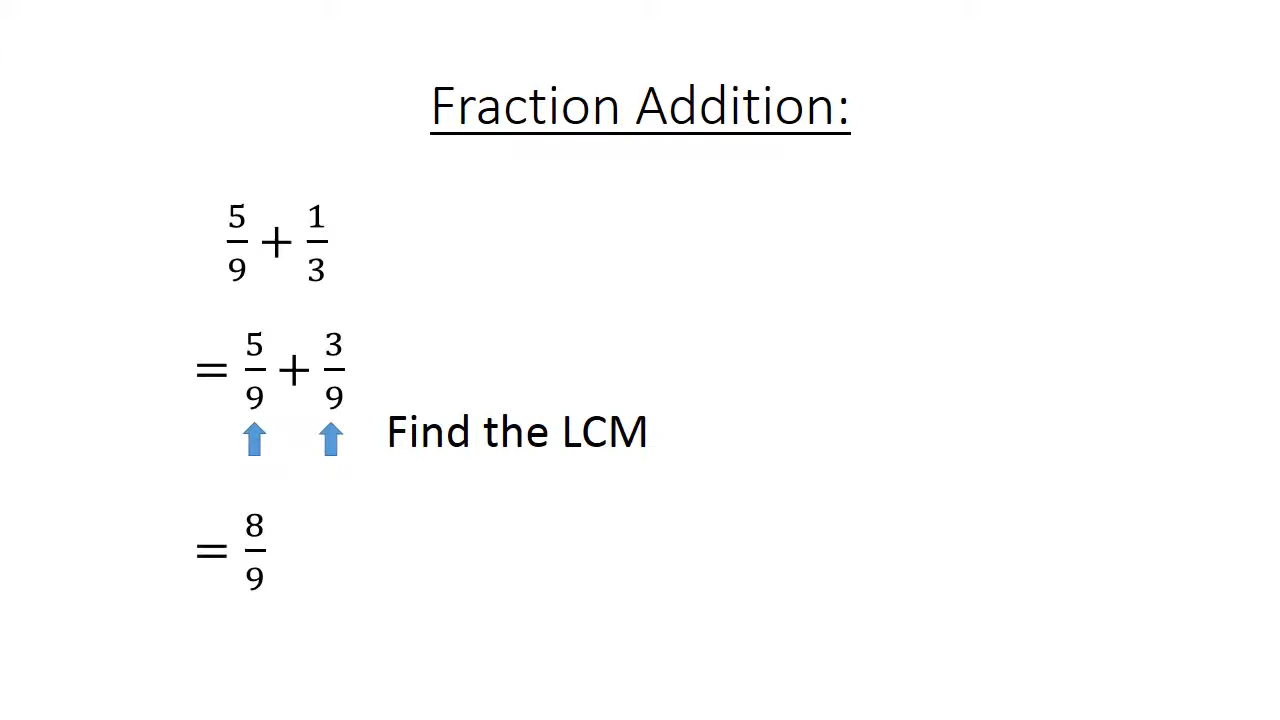 Fraction Addition:
5/9 + 1/3
= 5/9 + 3/9
Find the LCM
= 8/9